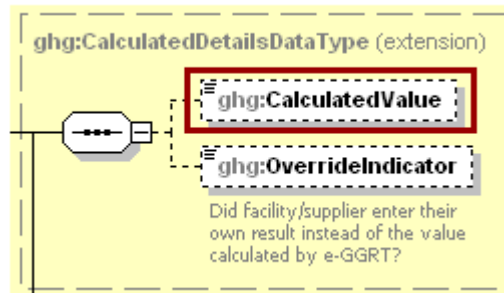 ghg:CalculatedDetailsDataType (extension)
ghg:CalculatedValue
ghg:OverrideIndicator
Did facility/supplier enter their
own result instead of the value
calculated by e-GGRT?